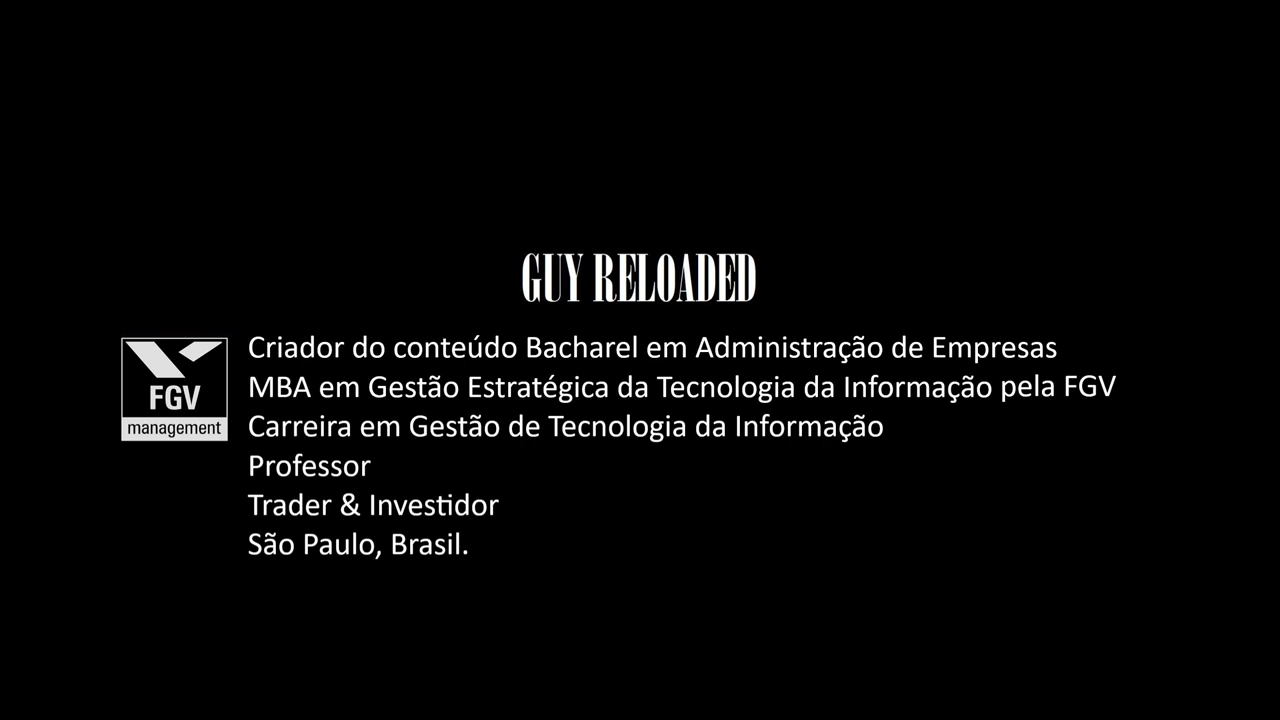 GUY RELOADED
Criador do conteúdo Bacharel em Administração de Empresas
MBA em Gestão Estratégica da Tecnologia da Informação pela FGV
Carreira em Gestão de Tecnologia da Informação
Professor
Trader & Investidor
São Paulo, Brasil.
FGV
management